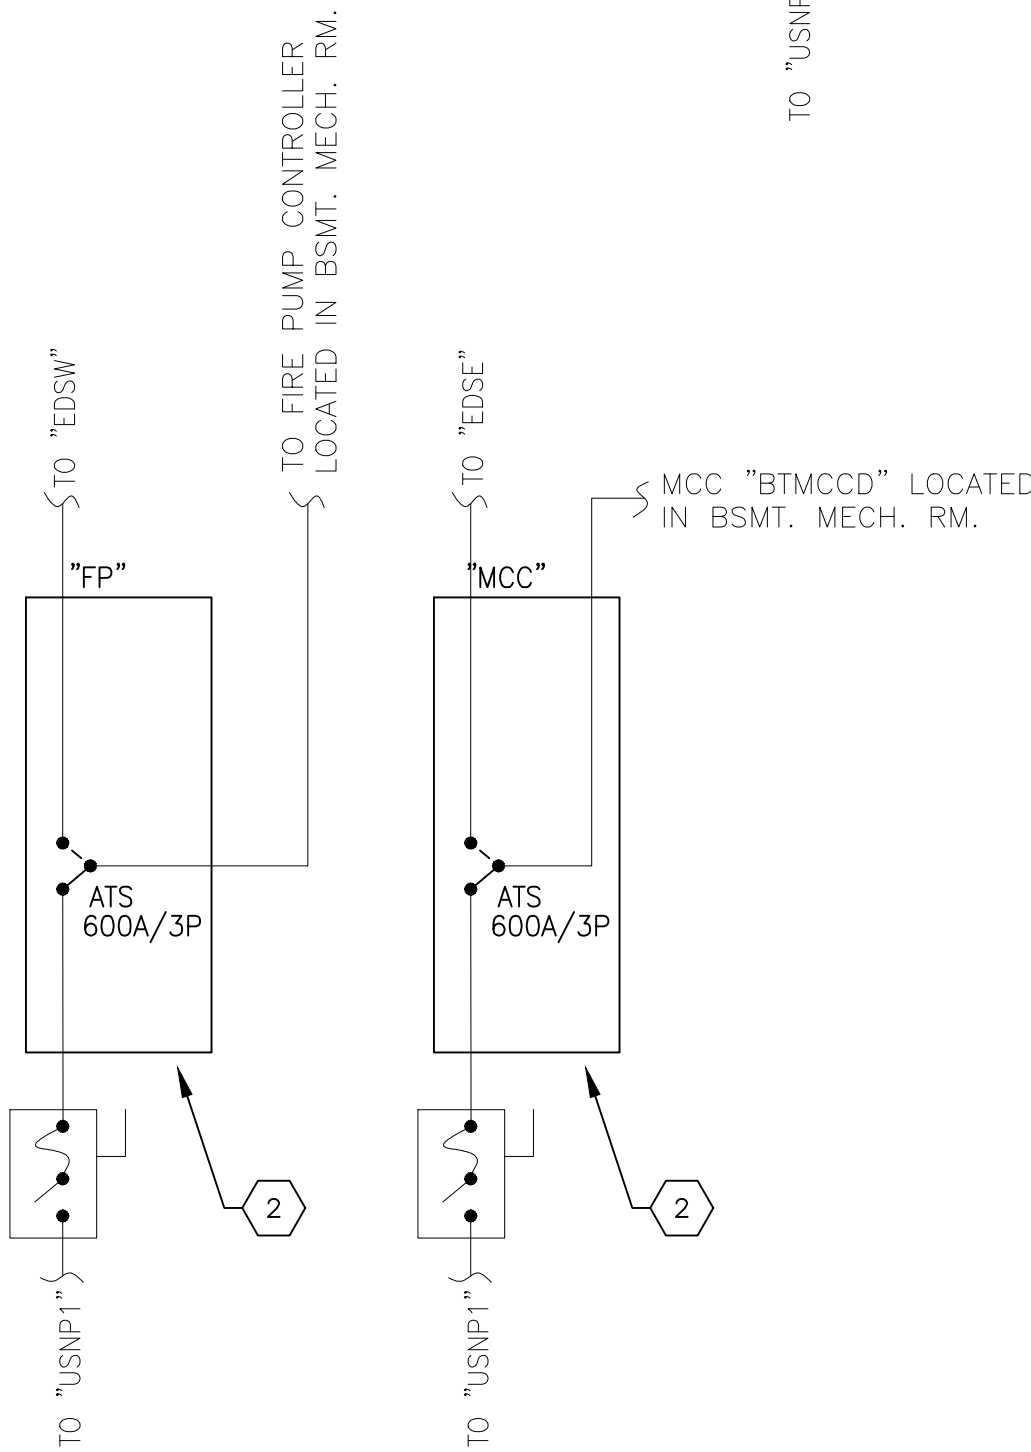 TO "USNP
TO FIRE PUMP CONTROLLER
LOCATED IN BSMT. MECH. RM.
TO "EDSW"
TO "EDSE"
MCC "BTMCCD" LOCATED
IN BSMT. MECH. RM.
"FP"
"MCC"
ATS
600A/3P
ATS
600A/3P
2
2
TO "USNP1"
TO "USNP1"